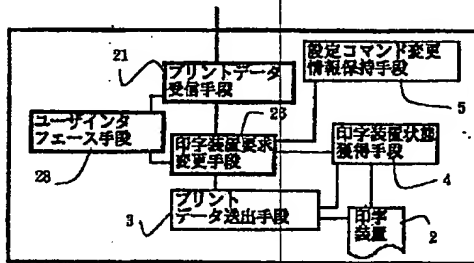 21
プリントデータ
受信手段
設定コマンド変更
情報保持手段
5
ユーザインタ
フェース手段
28
23
印字装置要求
変更手段
印字装置状態
獲得手段
4
プリント
データ送出手段
3
印字
装置
2